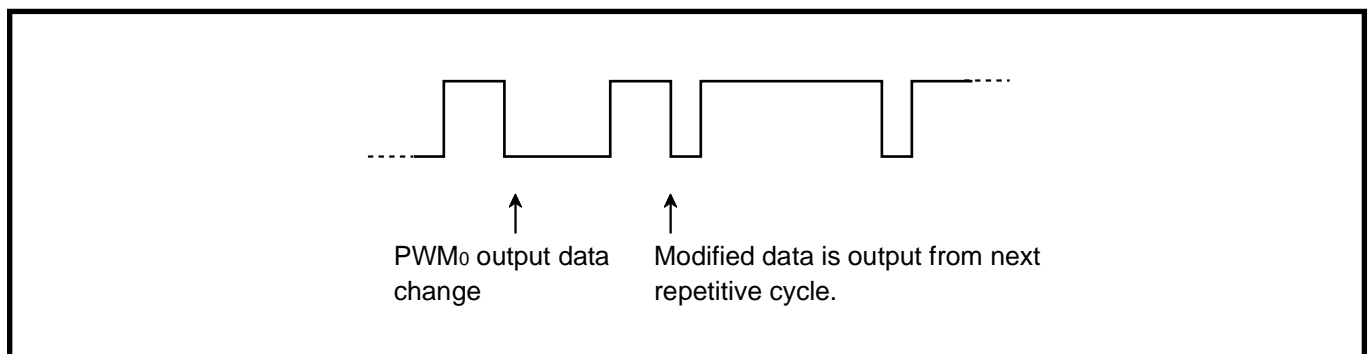 PWM0 output data
change
Modified data is output from next
repetitive cycle.